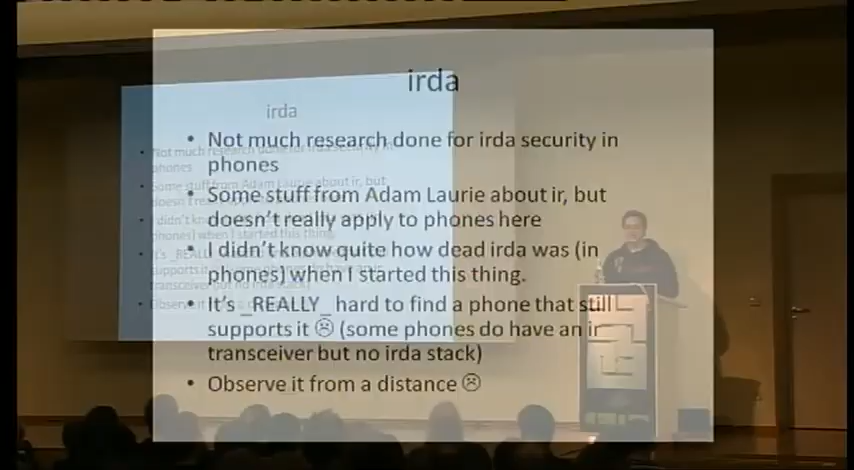 irda
• Not much research done for irda security in
phones
• Some stuff from Adam Laurie about ir, but
doesn't really apply to phones here
• I didn't know quite how dead irda was (in
phones) when I started this thing.
• It's _REALLY_ hard to find a phone that still
supports it ☹ (some phones do have an ir
transceiver but no irda stack)
• Observe it from a distance ☹
irda